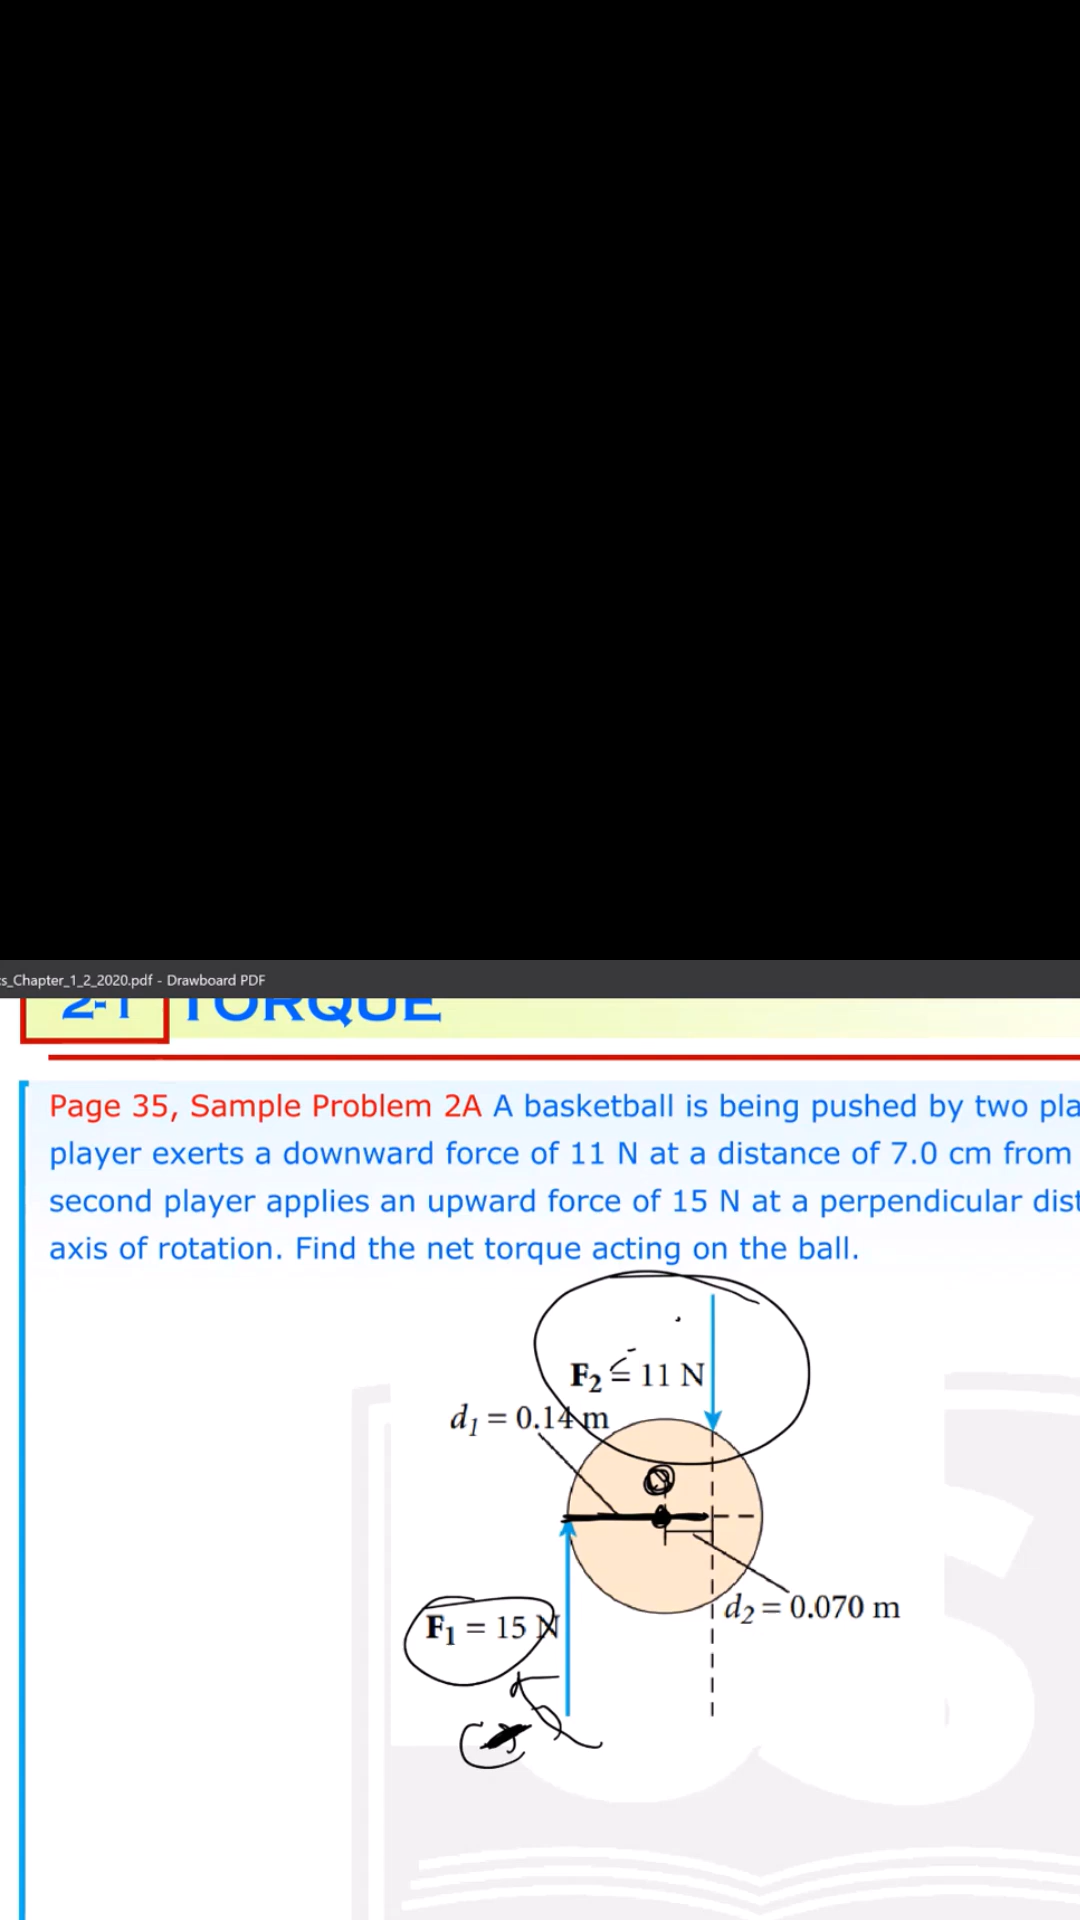 s_Chapter_1_2_2020.pdf - Drawboard PDF
2-1 TORQUE
Page 35, Sample Problem 2A A basketball is being pushed by two pla
player exerts a downward force of 11 N at a distance of 7.0 cm from
second player applies an upward force of 15 N at a perpendicular dist
axis of rotation. Find the net torque acting on the ball.
F2 = 11 N
d1 = 0.14 m
d2 = 0.070 m
F1 = 15 N